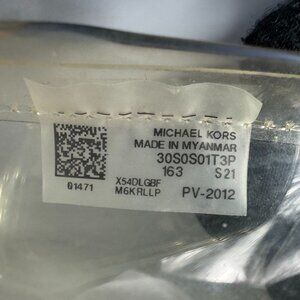 MICHAEL KORS
MADE IN MYANMAR
30S0S01T3P
163 S21
X54DLGBF
01471 M6KRLLP PV-2012